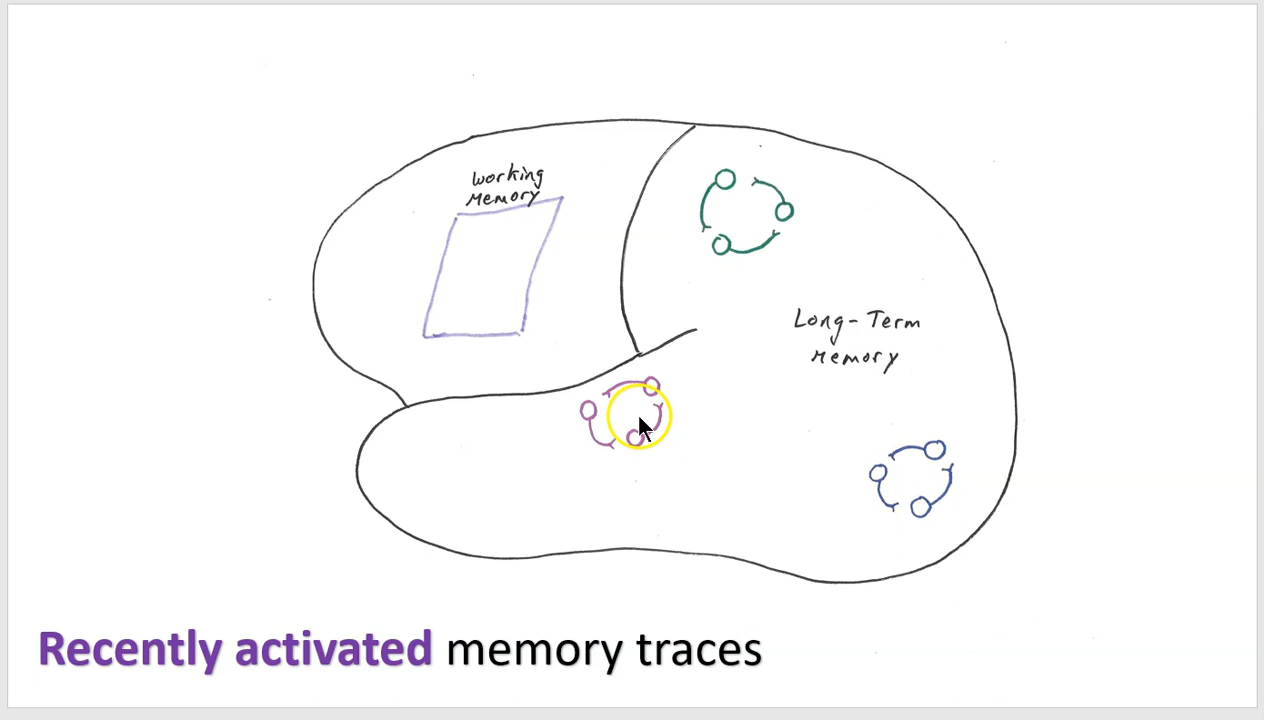 working
Memory
Long-Term
Memory
Recently activated memory traces